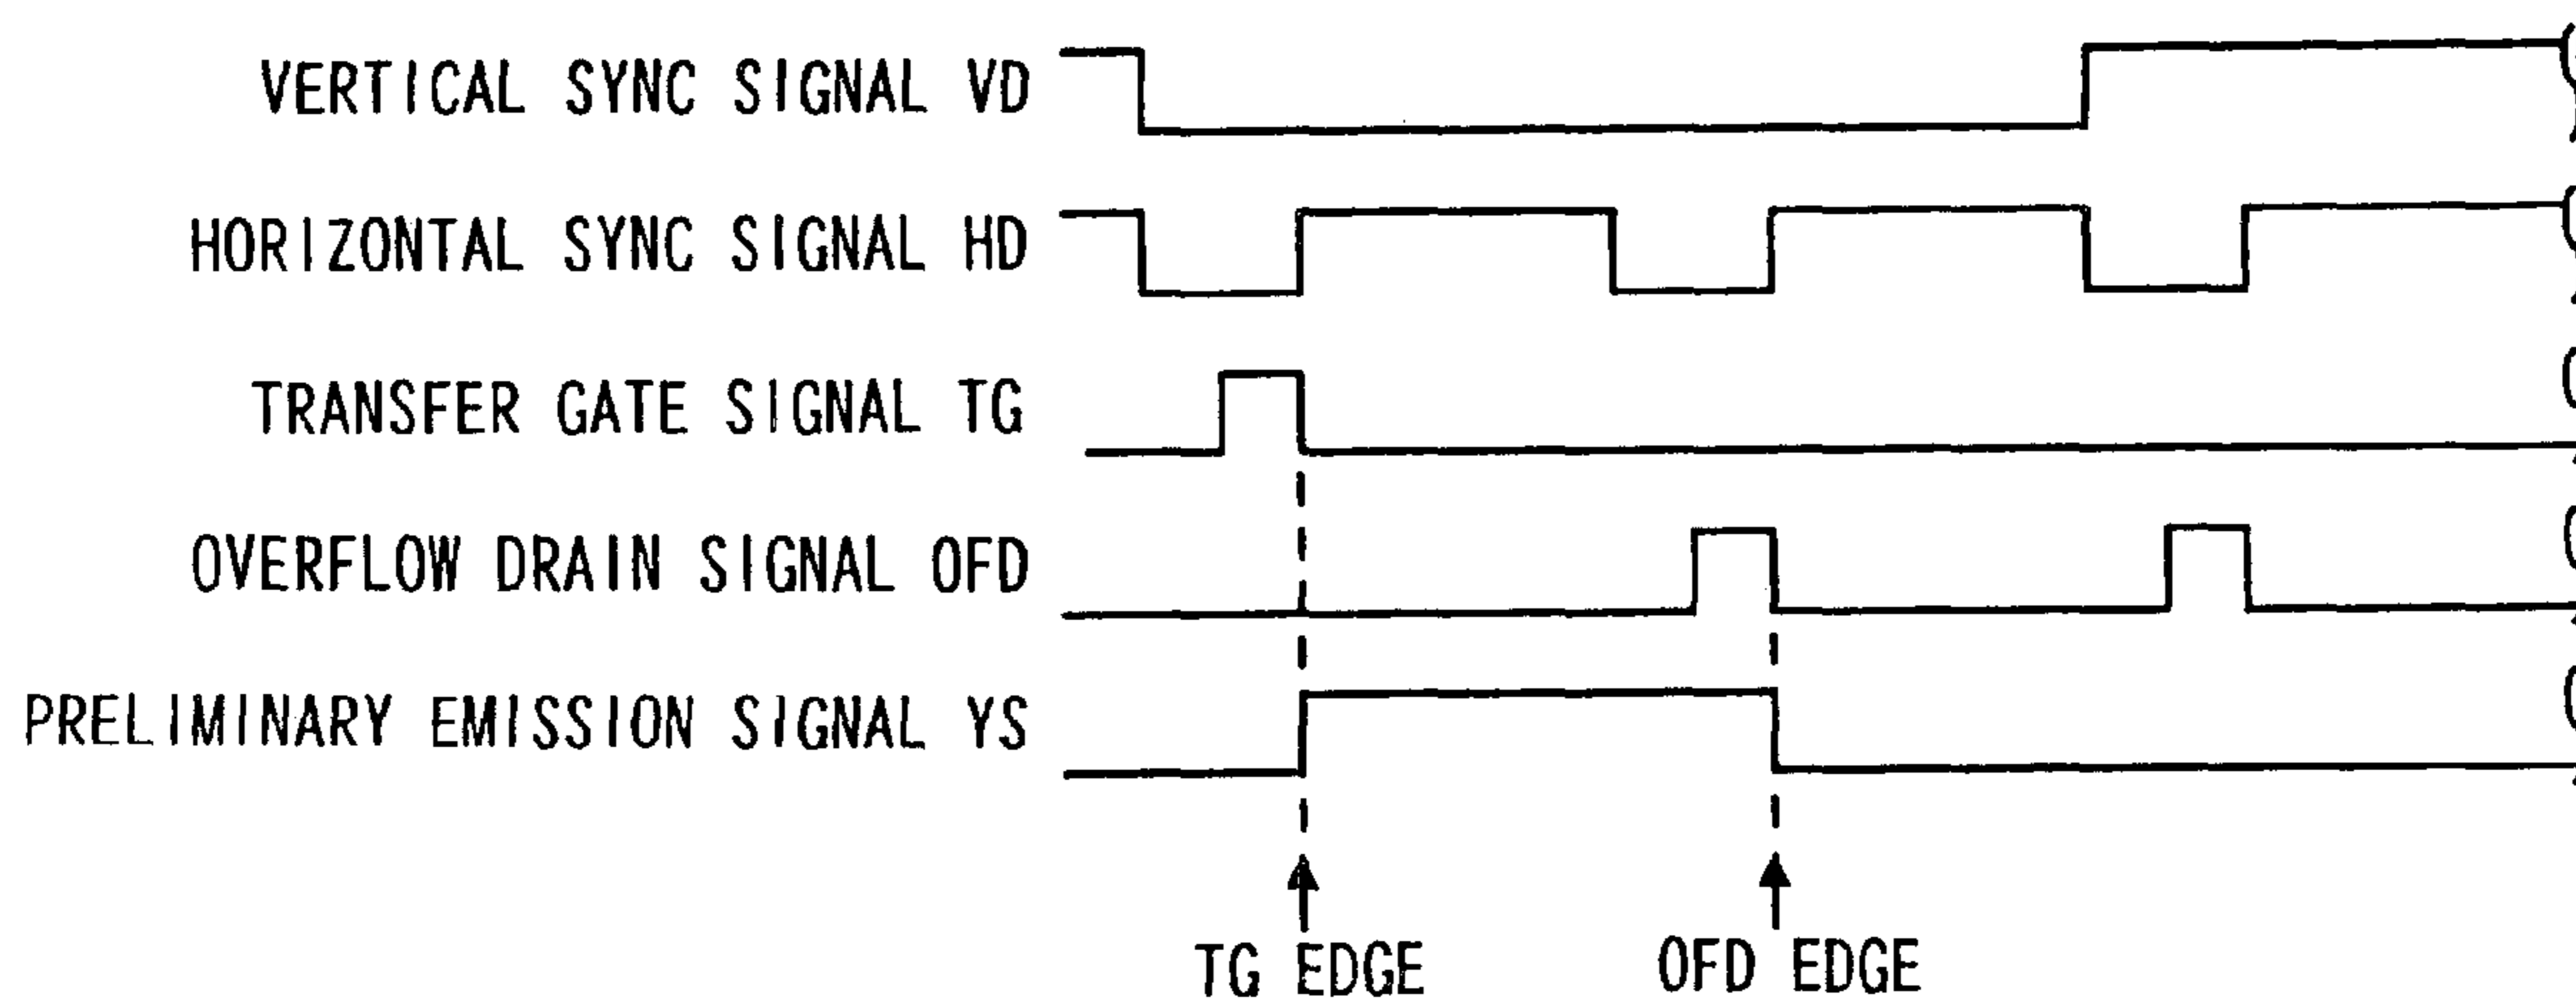 VERTICAL SYNC SIGNAL VD
HORIZONTAL SYNC SIGNAL HD
TRANSFER GATE SIGNAL TG
OVERFLOW DRAIN SIGNAL OFD
PRELIMINARY EMISSION SIGNAL YS
TG EDGE
OFD EDGE